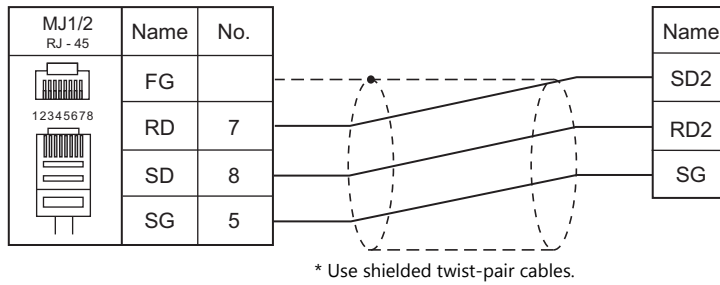 MJ1/2
RJ - 45
Name
No.
12345678
FG
RD
7
SD
8
SG
5
Name
SD2
RD2
SG
* Use shielded twist-pair cables.